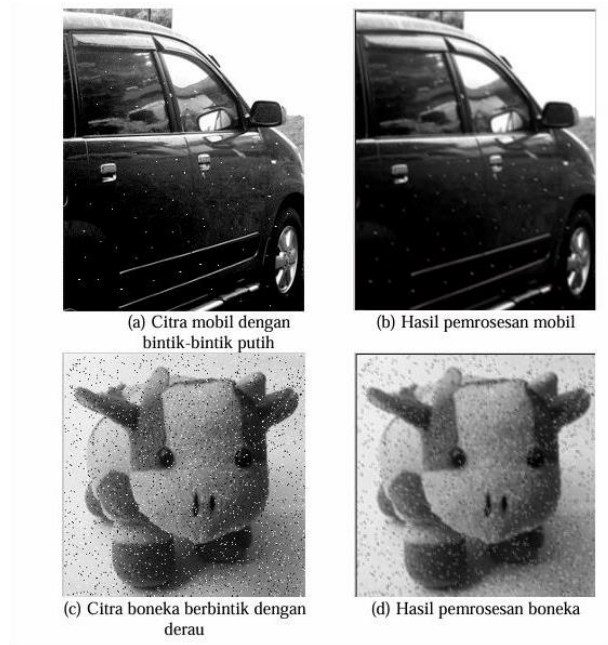 (a) Citra mobil dengan
bintik-bintik putih
(b) Hasil pemrosesan mobil
(c) Citra boneka berbintik dengan
derau
(d) Hasil pemrosesan boneka